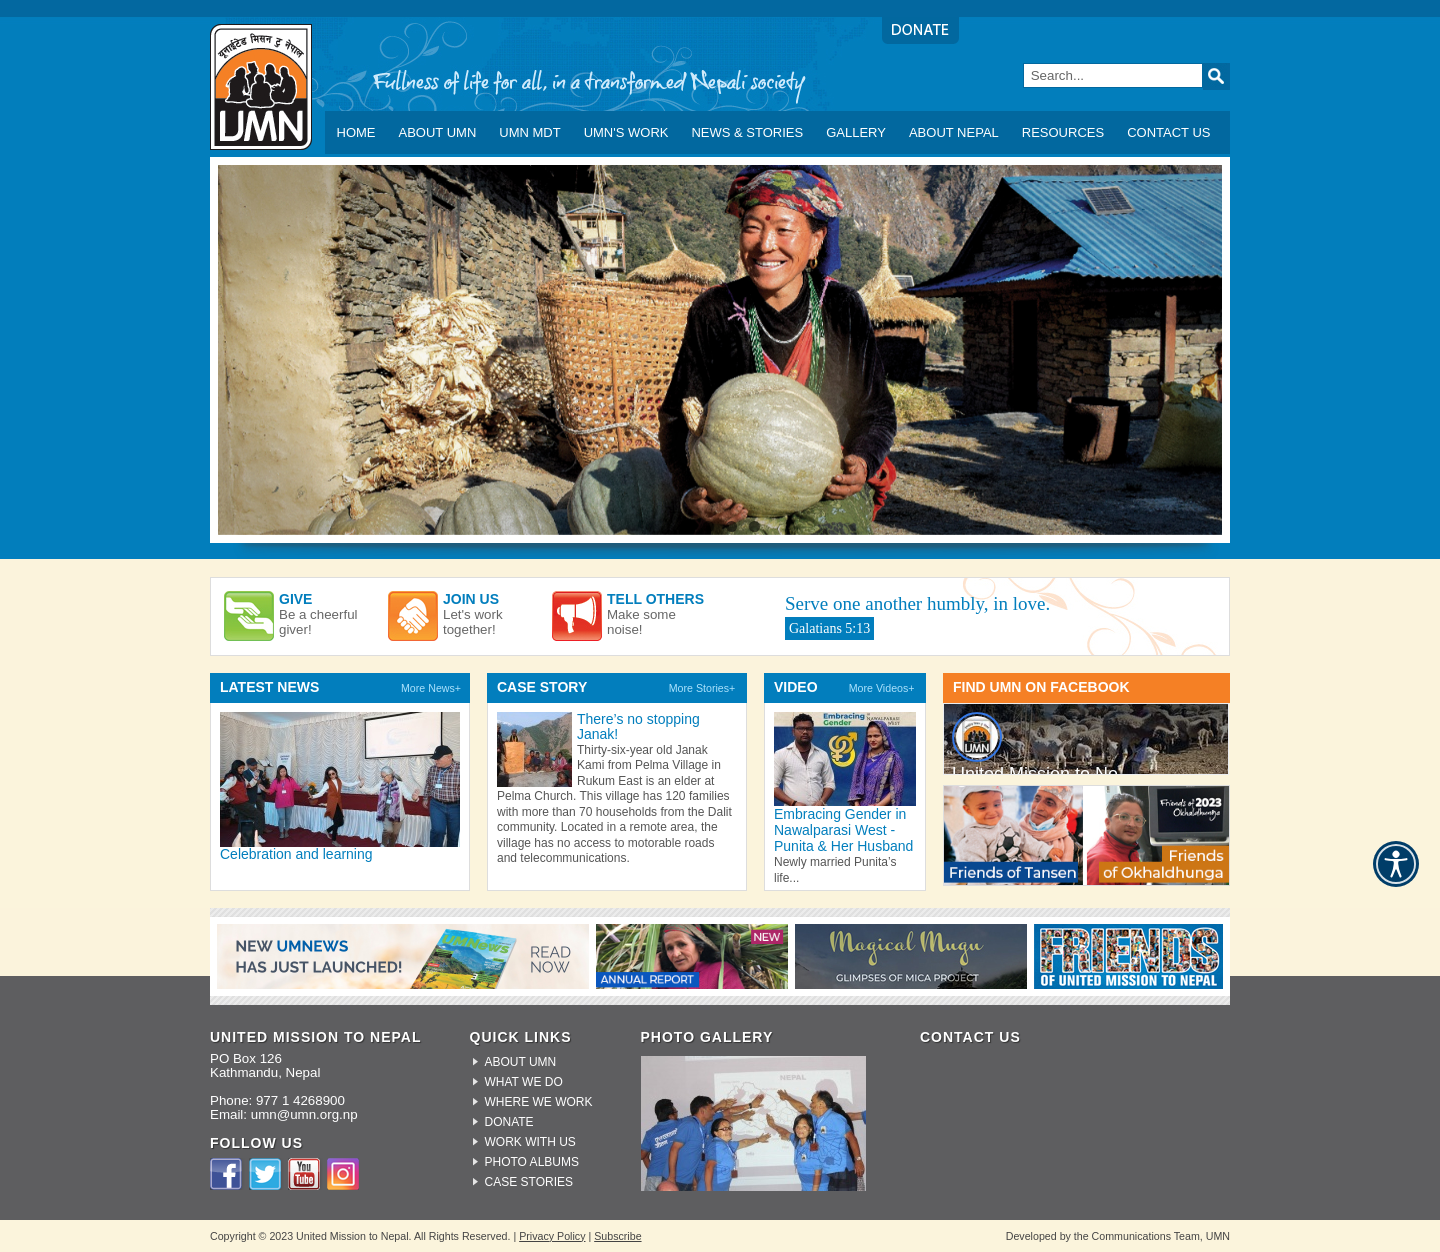 DONATE
यूनाईटेड मिसन टु नेपाल
UMN
Fullness of life for all, in a transformed Nepali society
Search...
HOME ABOUT UMN UMN MDT UMN'S WORK NEWS & STORIES GALLERY ABOUT NEPAL RESOURCES CONTACT US
GIVE
Be a cheerful
giver!
JOIN US
Let's work
together!
TELL OTHERS
Make some
noise!
Serve one another humbly, in love.
Galatians 5:13
LATEST NEWS More News+
Celebration and learning
CASE STORY More Stories+
There's no stopping
Janak!
Thirty-six-year old Janak
Kami from Pelma Village in
Rukum East is an elder at
Pelma Church. This village has 120 families
with more than 70 households from the Dalit
community. Located in a remote area, the
village has no access to motorable roads
and telecommunications.
VIDEO More Videos+
Embracing
Gender IN NAWALPARASI WEST
Embracing Gender in
Nawalparasi West -
Punita & Her Husband
Newly married Punita's
life...
FIND UMN ON FACEBOOK
UMN
United Mission to Ne
Friends of Tansen
Friends of 2023
Okhaldhunga
Friends
of Okhaldhunga
NEW UMNEWS
HAS JUST LAUNCHED!
UMNews
READ
NOW
NEW
ANNUAL REPORT
Magical Mugu
GLIMPSES OF MICA PROJECT
FRIENDS
OF UNITED MISSION TO NEPAL
UNITED MISSION TO NEPAL
PO Box 126
Kathmandu, Nepal
Phone: 977 1 4268900
Email: umn@umn.org.np
FOLLOW US
You
Tube
QUICK LINKS
ABOUT UMN
WHAT WE DO
WHERE WE WORK
DONATE
WORK WITH US
PHOTO ALBUMS
CASE STORIES
PHOTO GALLERY
NEPAL
CONTACT US
Copyright © 2023 United Mission to Nepal. All Rights Reserved. | Privacy Policy | Subscribe
Developed by the Communications Team, UMN